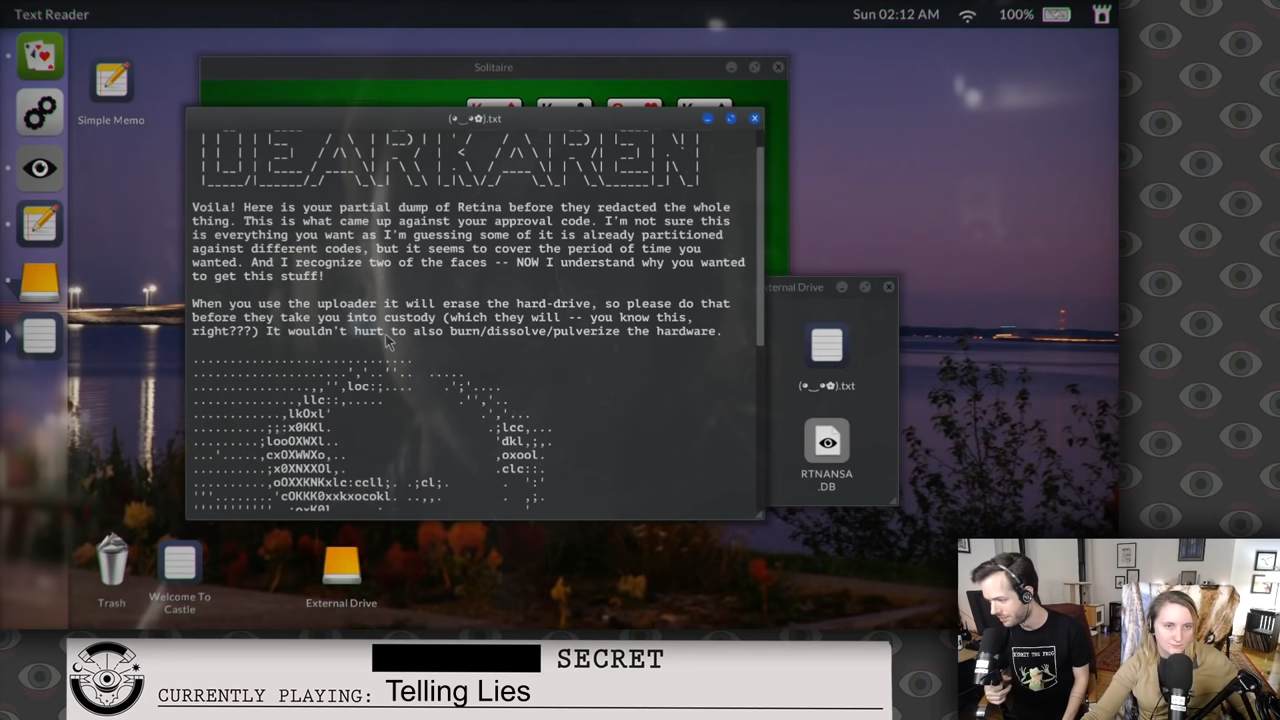 Text Reader
Sun 02:12 AM
100%
Simple Memo
Solitaire
(◕‿◕✿).txt
DEAR KAREN
Voila! Here is your partial dump of Retina before they redacted the whole
thing. This is what came up against your approval code. I'm not sure this
is everything you want as I'm guessing some of it is already partitioned
against different codes, but it seems to cover the period of time you
wanted. And I recognize two of the faces -- NOW I understand why you wanted
to get this stuff!
When you use the uploader it will erase the hard-drive, so please do that
before they take you into custody (which they will -- you know this,
right???) It wouldn't hurt to also burn/dissolve/pulverize the hardware.
xternal Drive
(◕‿◕✿).txt
RTNANSA
.DB
Trash
Welcome To
Castle
External Drive
SECRET
CURRENTLY PLAYING: Telling Lies
KERMIT THE FROG